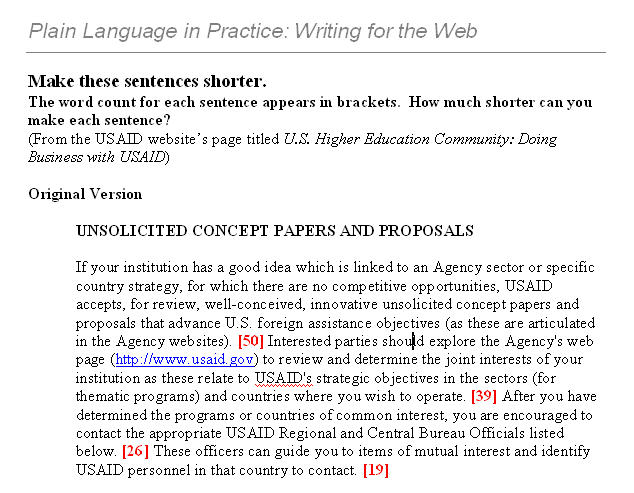 Plain Language in Practice: Writing for the Web
Make these sentences shorter.
The word count for each sentence appears in brackets. How much shorter can you
make each sentence?
(From the USAID website's page titled U.S. Higher Education Community: Doing
Business with USAID)
Original Version
UNSOLICITED CONCEPT PAPERS AND PROPOSALS
If your institution has a good idea which is linked to an Agency sector or specific
country strategy, for which there are no competitive opportunities, USAID
accepts, for review, well-conceived, innovative unsolicited concept papers and
proposals that advance U.S. foreign assistance objectives (as these are articulated
in the Agency websites). [50] Interested parties should explore the Agency's web
page (http://www.usaid.gov) to review and determine the joint interests of your
institution as these relate to USAID's strategic objectives in the sectors (for
thematic programs) and countries where you wish to operate. [39] After you have
determined the programs or countries of common interest, you are encouraged to
contact the appropriate USAID Regional and Central Bureau Officials listed
below. [26] These officers can guide you to items of mutual interest and identify
USAID personnel in that country to contact. [19]